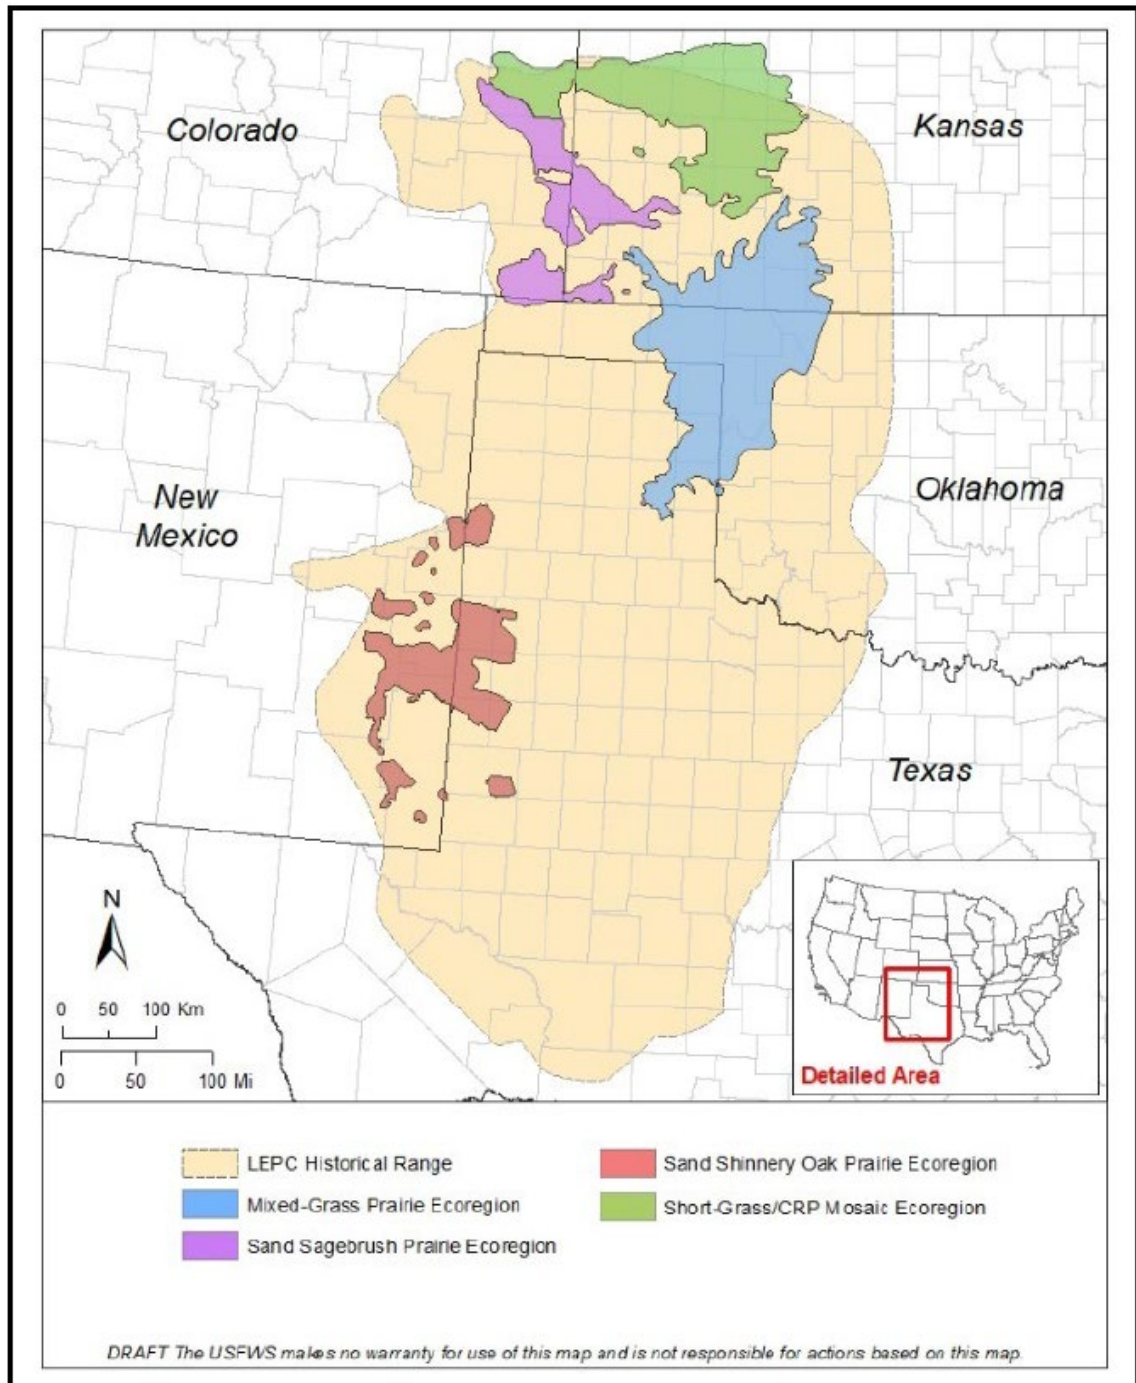 Colorado
Kansas
New
Mexico
Oklahoma
Texas
N
0 50 100 Km
0 50 100 Mi
Detailed Area
LEPC Historical Range
Mixed-Grass Prairie Ecoregion
Sand Sagebrush Prairie Ecoregion
Sand Shinnery Oak Prairie Ecoregion
Short-Grass/CRP Mosaic Ecoregion
DRAFT The USFWS makes no warranty for use of this map and is not responsible for actions based on this map.